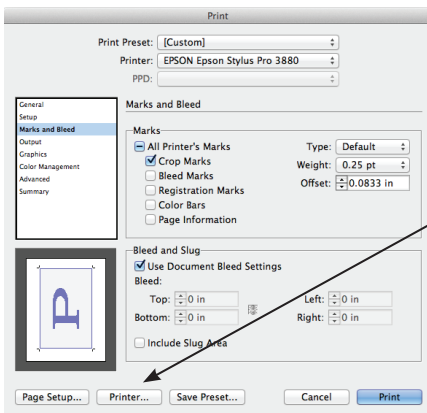 Print
Print Preset: [Custom]
Printer: EPSON Epson Stylus Pro 3880
PPD:
General
Setup
Marks and Bleed
Output
Graphics
Color Management
Advanced
Summary
Marks and Bleed
Marks
All Printer's Marks
Crop Marks
Bleed Marks
Registration Marks
Color Bars
Page Information
Type: Default
Weight: 0.25 pt
Offset: 0.0833 in
Bleed and Slug
Use Document Bleed Settings
Bleed:
Top: 0 in Left: 0 in
Bottom: 0 in Right: 0 in
Include Slug Area
P
Page Setup... Printer... Save Preset... Cancel Print